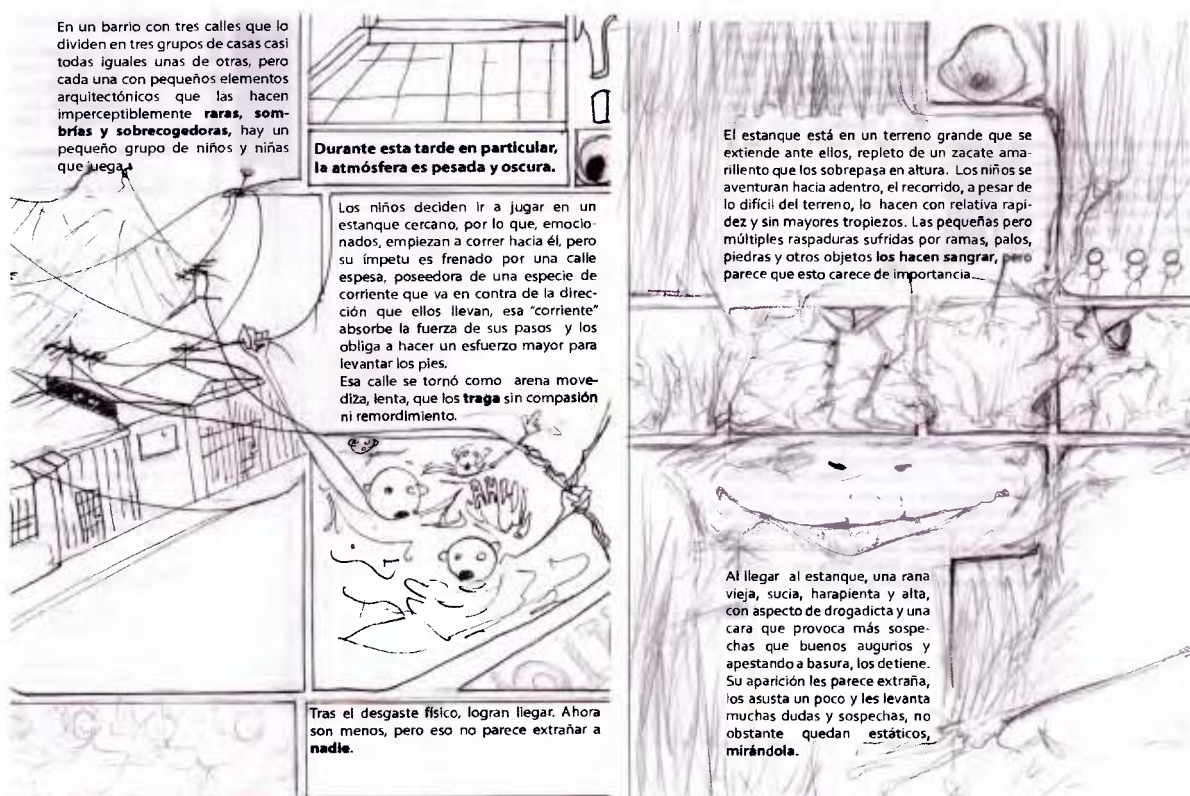 En un barrio con tres calles que lo
dividen en tres grupos de casas casi
todas iguales unas de otras, pero
cada una con pequeños elementos
arquitectónicos que las hacen
imperceptiblemente raras, som-
brías y sobrecogedoras, hay un
pequeño grupo de niños y niñas
que juega.
Durante esta tarde en particular,
la atmósfera es pesada y oscura.
Los niños deciden ir a jugar en un
estanque cercano, por lo que, emocio-
nados, empiezan a correr hacia él, pero
su ímpetu es frenado por una calle
espesa, poseedora de una especie de
corriente que va en contra de la direc-
ción que ellos llevan, esa "corriente"
absorbe la fuerza de sus pasos y los
obliga a hacer un esfuerzo mayor para
levantar los pies.
Esa calle se tornó como arena move-
diza, lenta, que los traga sin compasión
ni remordimiento.
Tras el desgaste físico, logran llegar. Ahora
son menos, pero eso no parece extrañar a
nadie.
El estanque está en un terreno grande que se
extiende ante ellos, repleto de un zacate ama-
rillento que los sobrepasa en altura. Los niños se
aventuran hacia adentro, el recorrido, a pesar de
lo difícil del terreno, lo hacen con relativa rapi-
dez y sin mayores tropiezos. Las pequeñas pero
múltiples raspaduras sufridas por ramas, palos,
piedras y otros objetos los hacen sangrar, pero
parece que esto carece de importancia.
Al llegar al estanque, una rana
vieja, sucia, harapienta y alta,
con aspecto de drogadicta y una
cara que provoca más sospe-
chas que buenos augurios y
apestando a basura, los detiene.
Su aparición les parece extraña,
los asusta un poco y les levanta
muchas dudas y sospechas, no
obstante quedan estáticos,
mirándola.